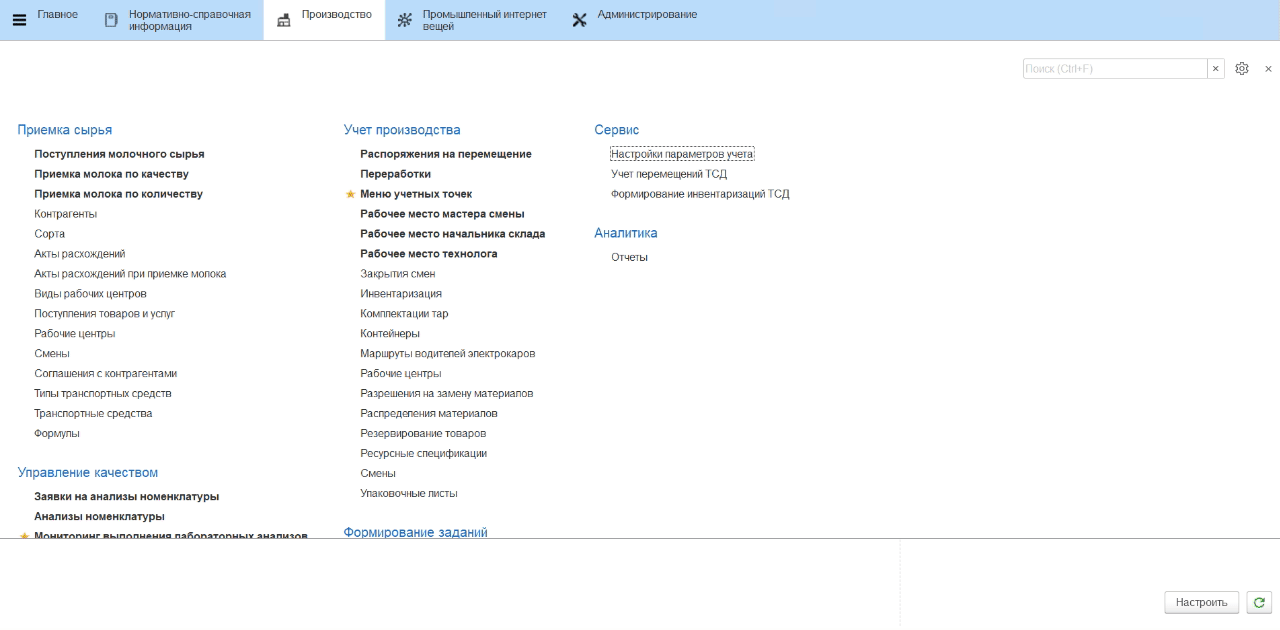 Главное
Нормативно-справочная
информация
Производство
Промышленный интернет
вещей
Администрирование
Поиск (Ctrl+F)
Приемка сырья
Поступления молочного сырья
Приемка молока по качеству
Приемка молока по количеству
Контрагенты
Сорта
Акты расхождений
Акты расхождений при приемке молока
Виды рабочих центров
Поступления товаров и услуг
Рабочие центры
Смены
Соглашения с контрагентами
Типы транспортных средств
Транспортные средства
Формулы
Управление качеством
Заявки на анализы номенклатуры
Анализы номенклатуры
Мониторинг выполнения лабораторных анализов
Учет производства
Распоряжения на перемещение
Переработки
Меню учетных точек
Рабочее место мастера смены
Рабочее место начальника склада
Рабочее место технолога
Закрытия смен
Инвентаризация
Комплектации тар
Контейнеры
Маршруты водителей электрокаров
Рабочие центры
Разрешения на замену материалов
Распределения материалов
Резервирование товаров
Ресурсные спецификации
Смены
Упаковочные листы
Формирование заданий
Сервис
Настройки параметров учета
Учет перемещений ТСД
Формирование инвентаризаций ТСД
Аналитика
Отчеты
Настроить